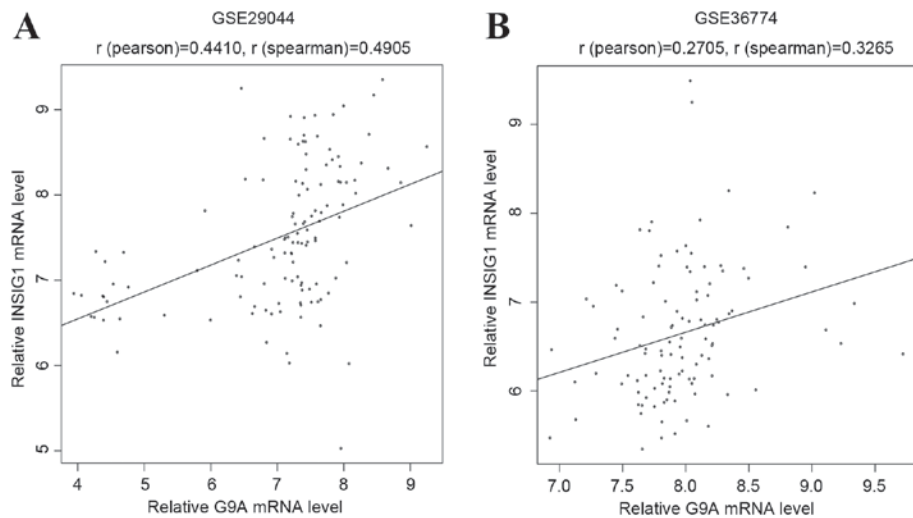 A
GSE29044
r (pearson)=0.4410, r (spearman)=0.4905
Relative INSIG1 mRNA level
9
8
7
6
5
4 5 6 7 8 9
Relative G9A mRNA level
B
GSE36774
r (pearson)=0.2705, r (spearman)=0.3265
Relative INSIG1 mRNA level
9
8
7
6
7.0 7.5 8.0 8.5 9.0 9.5
Relative G9A mRNA level